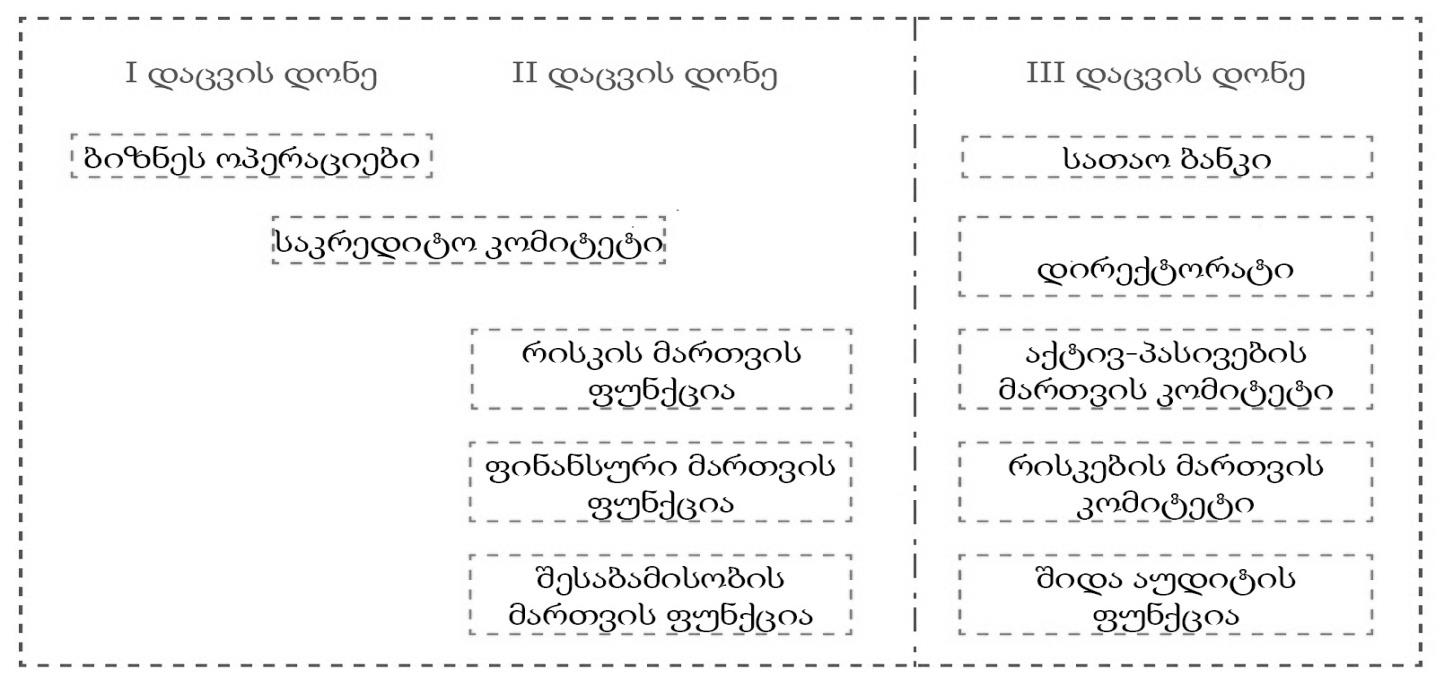 I დაცვის დონე
II დაცვის დონე
III დაცვის დონე
ბიზნეს ოპერაციები
საკრედიტო კომიტეტი
რისკის მართვის
ფუნქცია
ფინანსური მართვის
ფუნქცია
შესაბამისობის
მართვის ფუნქცია
სათაო ბანკი
დირექტორატი
აქტივ-პასივების
მართვის კომიტეტი
რისკების მართვის
კომიტეტი
შიდა აუდიტის
ფუნქცია